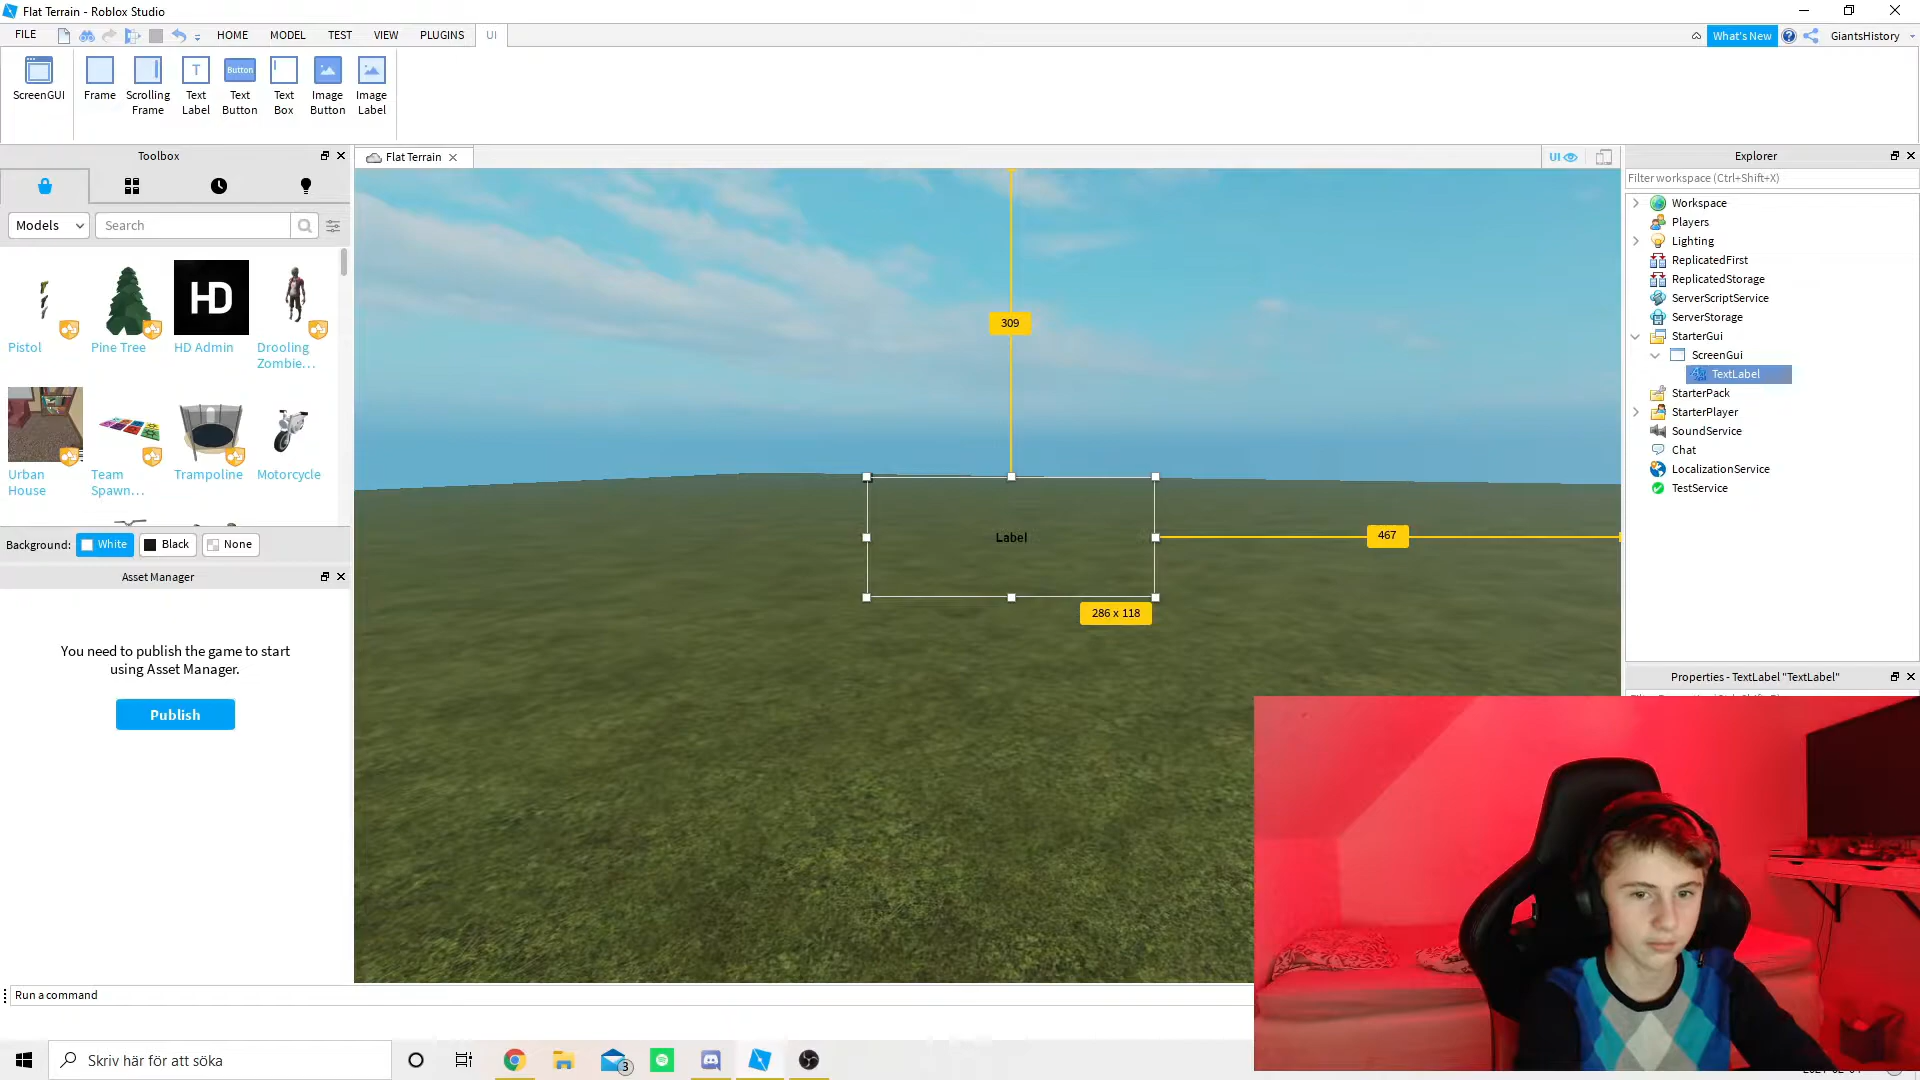 Flat Terrain - Roblox Studio
FILE
HOME
MODEL
TEST
VIEW
PLUGINS
UI
What's New
GiantsHistory
ScreenGUI
Frame
Scrolling
Frame
Text
Label
Button
Text
Button
Text
Box
Image
Button
Image
Label
Toolbox
Flat Terrain
UI
Explorer
Filter workspace (Ctrl+Shift+X)
Models
Search
HD
Pistol
Pine Tree
HD Admin
Drooling
Zombie...
Urban
House
Team
Spawn...
Trampoline
Motorcycle
Background:
White
Black
None
Asset Manager
You need to publish the game to start
using Asset Manager.
Publish
309
Label
467
286 x 118
Workspace
Players
Lighting
ReplicatedFirst
ReplicatedStorage
ServerScriptService
ServerStorage
StarterGui
ScreenGui
TextLabel
StarterPack
StarterPlayer
SoundService
Chat
LocalizationService
TestService
Properties - TextLabel "TextLabel"
Run a command
Skriv här för att söka
3